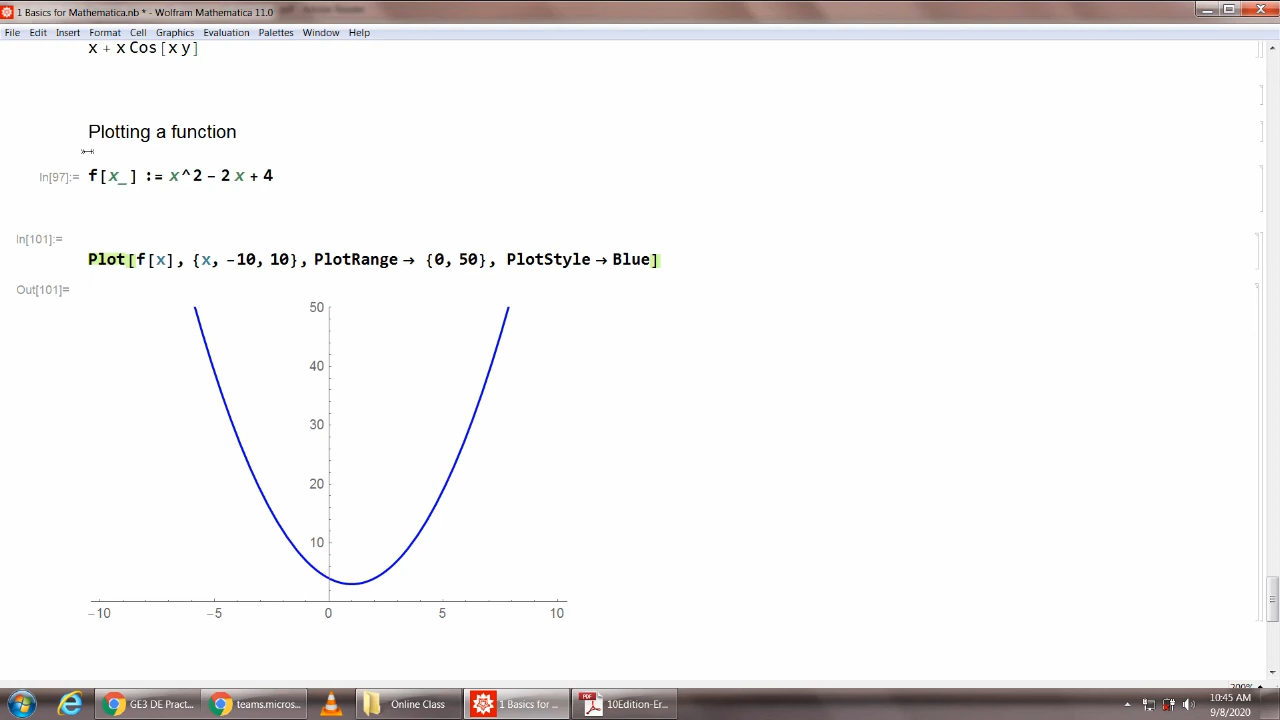 1 Basics for Mathematica.nb * - Wolfram Mathematica 11.0
File Edit Insert Format Cell Graphics Evaluation Palettes Window Help
x + x Cos[x y]
Plotting a function
In[97]:= f[x_] := x^2 - 2 x + 4
In[101]:=
Plot[f[x], {x, -10, 10}, PlotRange → {0, 50}, PlotStyle → Blue]
Out[101]=
50
40
30
20
10
-10 -5 0 5 10
GE3 DE Pract... teams.micros... Online Class 1 Basics for ... 10Edition-Er... 10:45 AM
9/8/2020